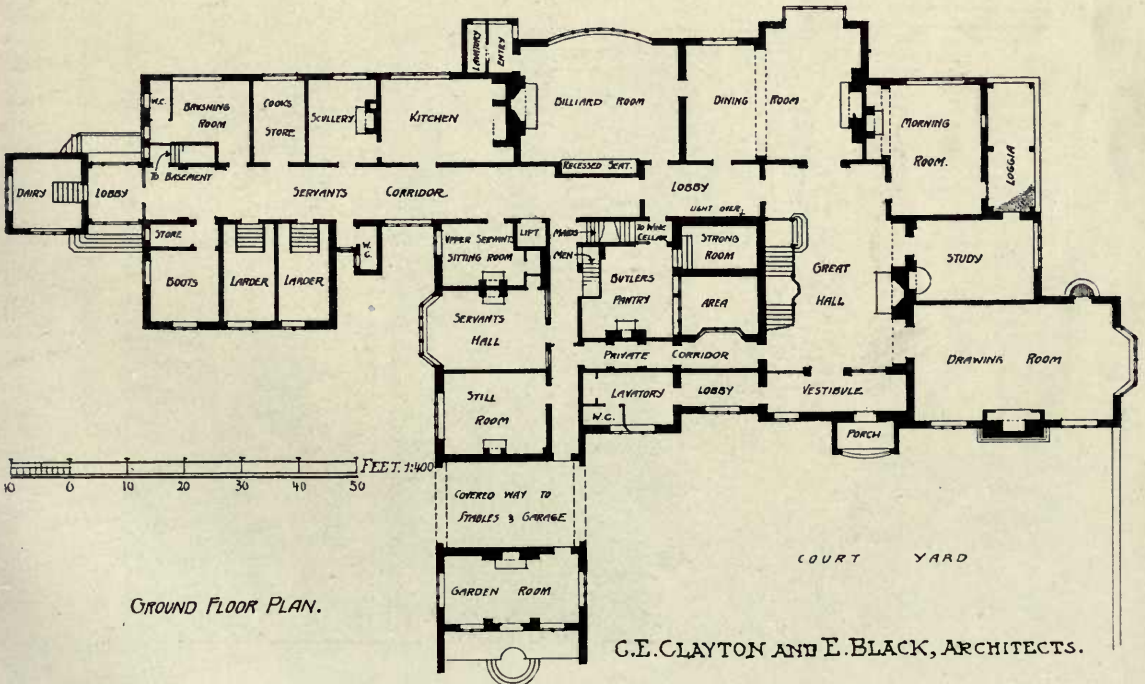 LAVATORY
ENTRY
W.C.
BRUSHING
ROOM
COOKS
STORE
SCULLERY
KITCHEN
BILLIARD ROOM
DINING ROOM
MORNING
ROOM.
LOGGIA
TO BASEMENT
RECESSED SEAT.
DAIRY
LOBBY
SERVANTS CORRIDOR
LOBBY
LIGHT OVER.
STORE
W.C.
UPPER SERVANTS
SITTING ROOM
LIFT
MAIDS
TO WINE
CELLAR
MEN
STRONG
ROOM
BOOTS
LARDER
LARDER
BUTLERS
PANTRY
AREA
GREAT
HALL
STUDY
SERVANTS
HALL
PRIVATE CORRIDOR
DRAWING ROOM
STILL
ROOM
LAVATORY
W.C.
LOBBY
VESTIBULE
PORCH
10 0 10 20 30 40 50 FEET. 1:400
COVERED WAY TO
STABLES & GARAGE
COURT YARD
GARDEN ROOM
GROUND FLOOR PLAN.
C.E. CLAYTON AND E. BLACK, ARCHITECTS.